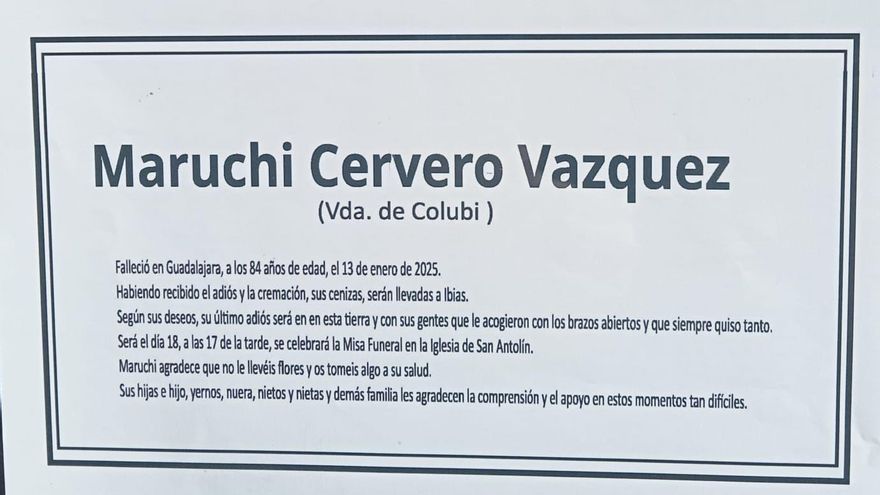 Maruchi Cervero Vazquez
(Vda. de Colubi )
Falleció en Guadalajara, a los 84 años de edad, el 13 de enero de 2025.
Habiendo recibido el adiós y la cremación, sus cenizas, serán llevadas a Ibias.
Según sus deseos, su último adiós será en en esta tierra y con sus gentes que le acogieron con los brazos abiertos y que siempre quiso tanto.
Será el día 18, a las 17 de la tarde, se celebrará la Misa Funeral en la Iglesia de San Antolín.
Maruchi agradece que no le llevéis flores y os tomeis algo a su salud.
Sus hijas e hijo, yernos, nuera, nietos y nietas y demás familia les agradecen la comprensión y el apoyo en estos momentos tan difíciles.